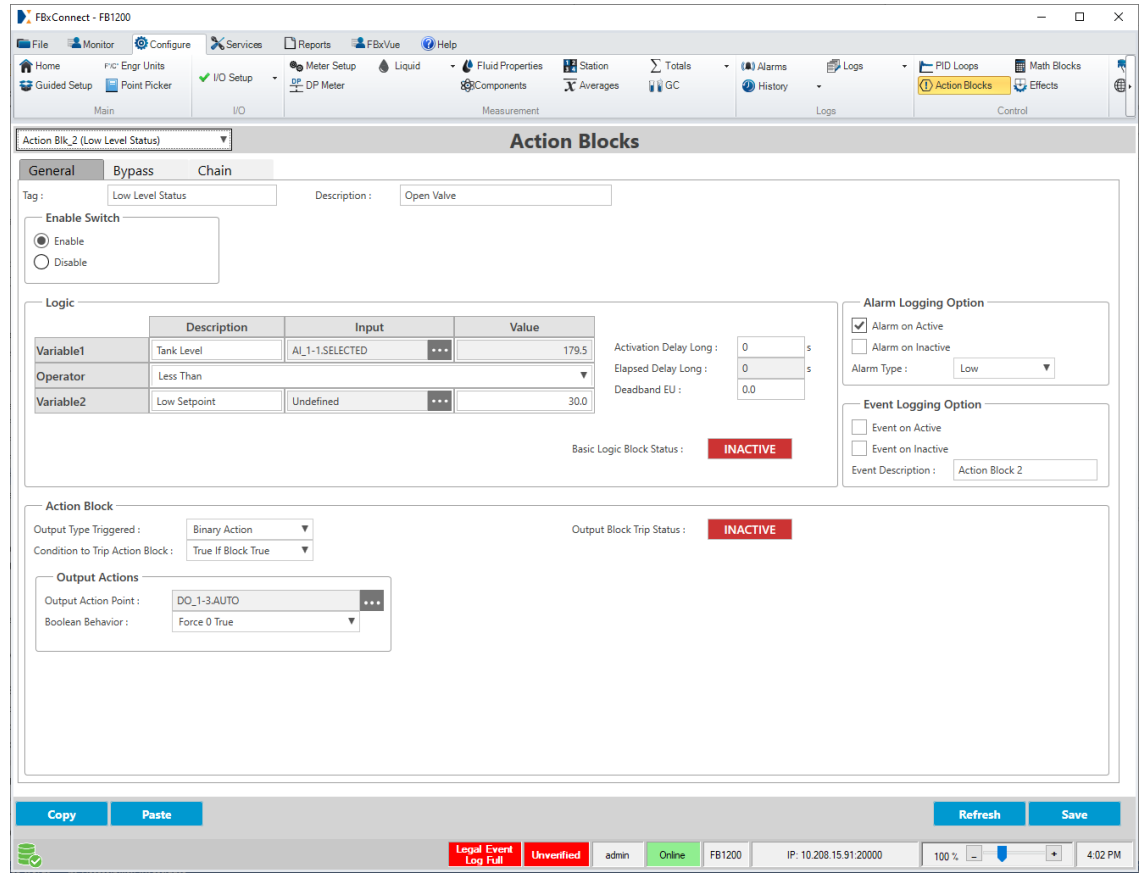 FBxConnect - FB1200
File Monitor Configure Services Reports FBxVue Help
Home Engr Units Meter Setup Liquid Fluid Properties Station Totals Alarms Logs PID Loops Math Blocks
I/O Setup
Guided Setup Point Picker DP Meter Components Averages GC History Action Blocks Effects
Main I/O Measurement Logs Control
Action Blk_2 (Low Level Status)
Action Blocks
General Bypass Chain
Tag : Low Level Status Description : Open Valve
Enable Switch
Enable
Disable
Logic
Description Input Value
Variable1 Tank Level AI_1-1.SELECTED ... 179.5
Operator Less Than
Variable2 Low Setpoint Undefined ... 30.0
Activation Delay Long : 0 s
Elapsed Delay Long : 0 s
Deadband EU : 0.0
Basic Logic Block Status : INACTIVE
Alarm Logging Option
Alarm on Active
Alarm on Inactive
Alarm Type : Low
Event Logging Option
Event on Active
Event on Inactive
Event Description : Action Block 2
Action Block
Output Type Triggered : Binary Action
Condition to Trip Action Block : True If Block True
Output Block Trip Status : INACTIVE
Output Actions
Output Action Point : DO_1-3.AUTO ...
Boolean Behavior : Force 0 True
Copy Paste Refresh Save
Legal Event Log Full Unverified admin Online FB1200 IP: 10.208.15.91:20000 100 % - + 4:02 PM